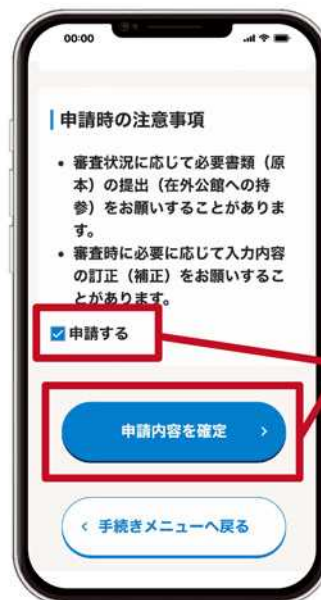 00:00
申請時の注意事項
• 審査状況に応じて必要書類（原
本）の提出（在外公館への持
参）をお願いすることがありま
す。
• 審査時に必要に応じて入力内容
の訂正（補正）をお願いするこ
とがあります。
申請する
申請内容を確定 >
< 手続きメニューへ戻る